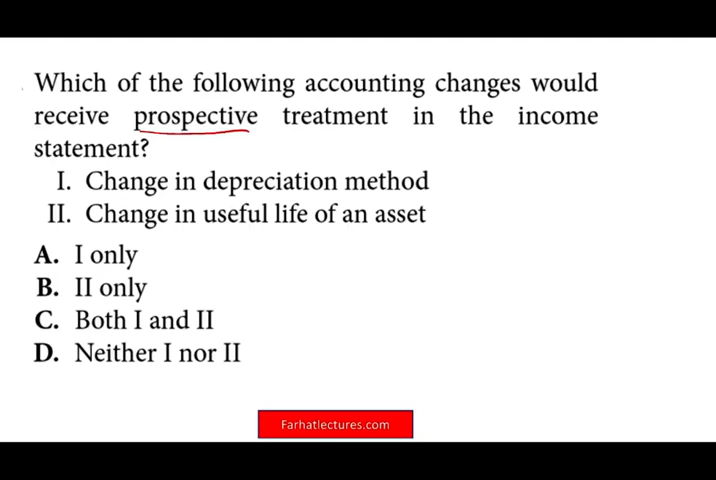 Which of the following accounting changes would
receive prospective treatment in the income
statement?
I. Change in depreciation method
II. Change in useful life of an asset
A. I only
B. II only
C. Both I and II
D. Neither I nor II
Farhatlectures.com